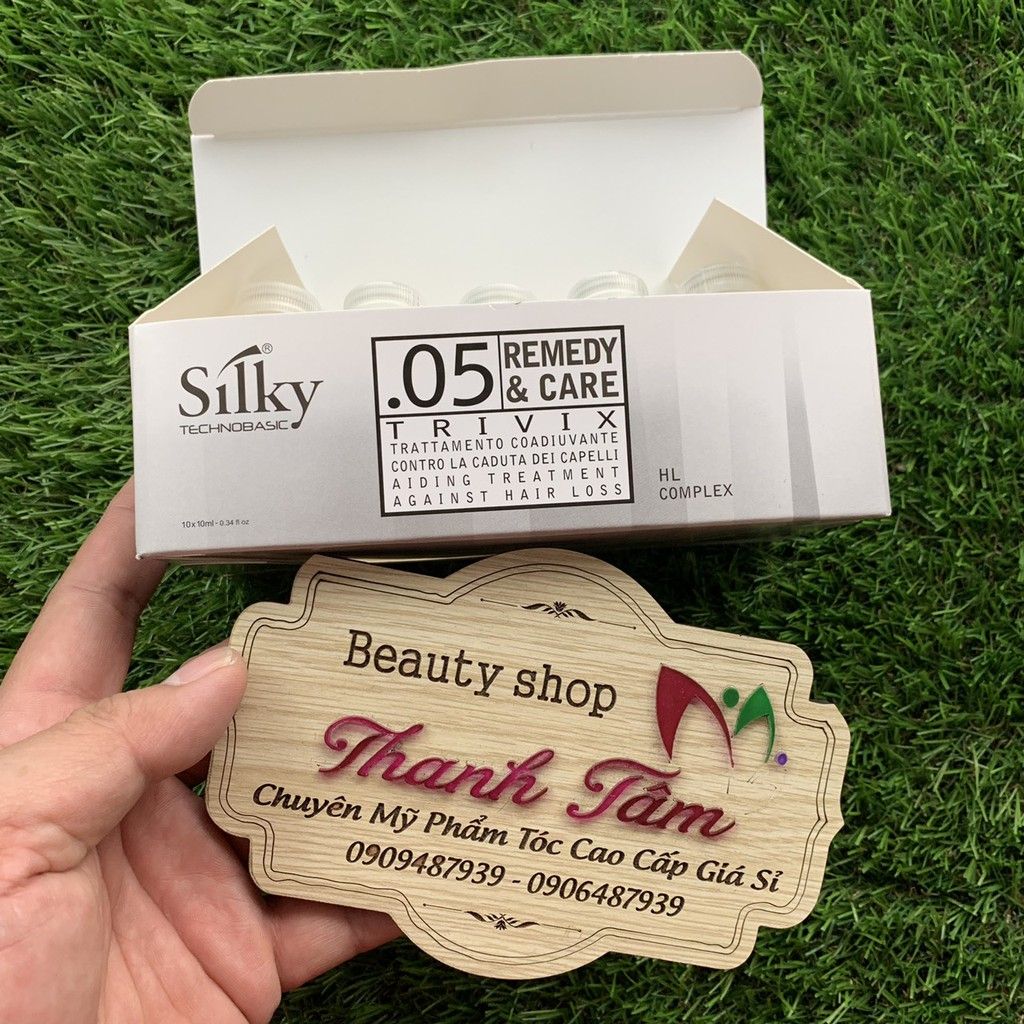 Silky®
TECHNOBASIC
.05
REMEDY
& CARE
TRIVIX
TRATTAMENTO COADIUVANTE
CONTRO LA CADUTA DEI CAPELLI
AIDING TREATMENT
AGAINST HAIR LOSS
HL
COMPLEX
10x10ml - 0.34 fl oz
Beauty shop
Thanh Tâm
Chuyên Mỹ Phẩm Tóc Cao Cấp Giá Sỉ
0909487939 - 0906487939